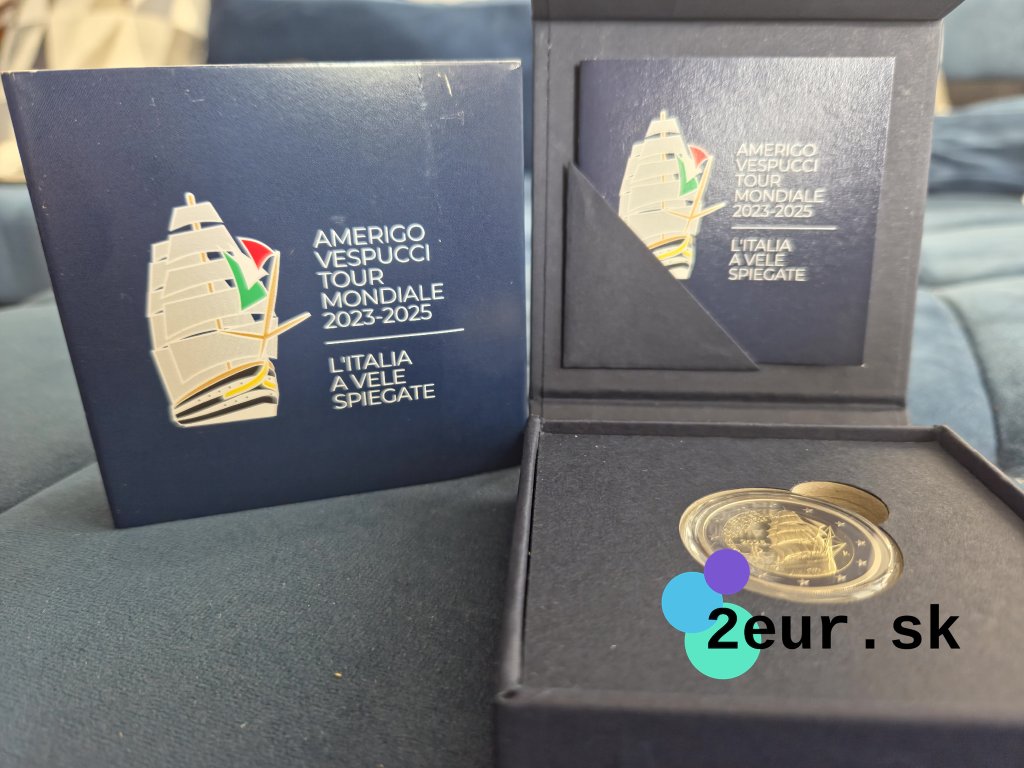 AMERIGO
VESPUCCI
TOUR
MONDIALE
2023-2025
L'ITALIA
A VELE
SPIEGATE
AMERIGO
VESPUCCI
TOUR
MONDIALE
2023-2025
L'ITALIA
A VELE
SPIEGATE
2eur.sk